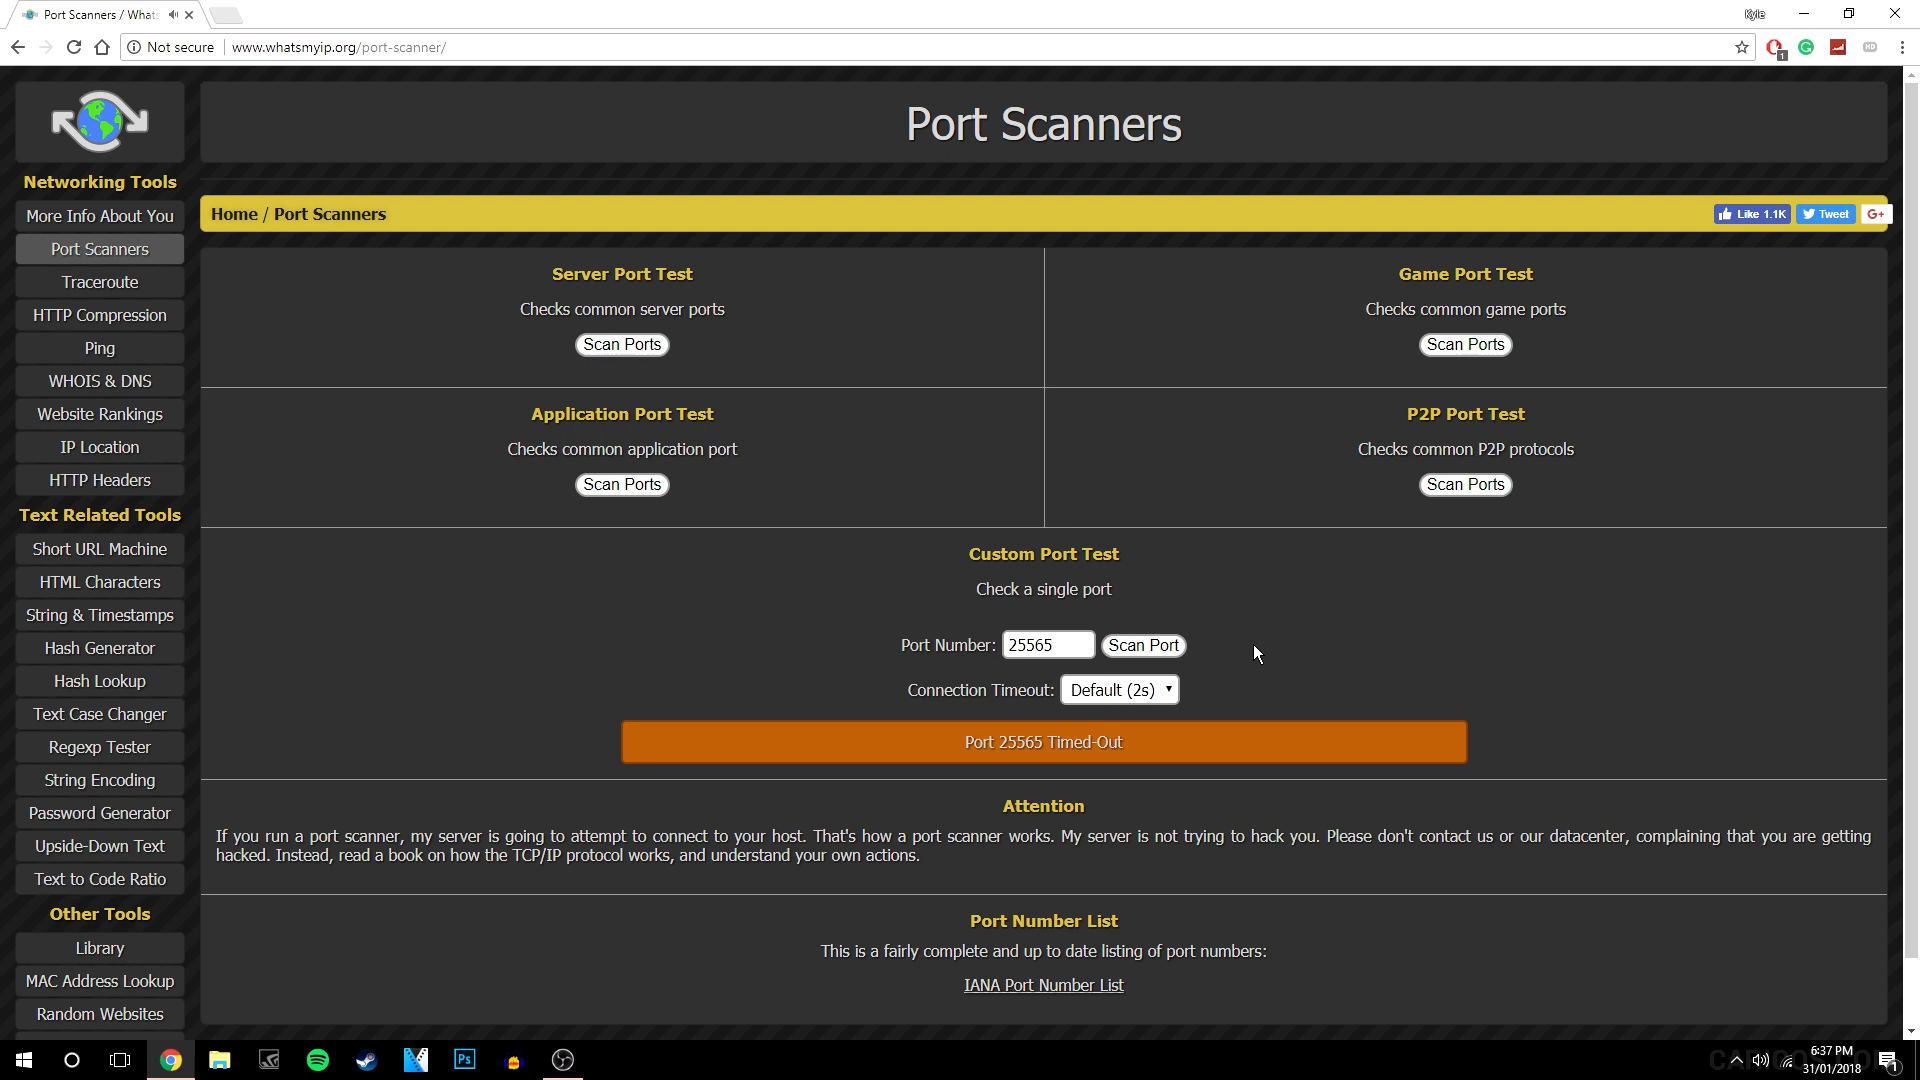 Port Scanners / Whats
Kyle
Not secure
www.whatsmyip.org/port-scanner/
1
HD
Port Scanners
Networking Tools
More Info About You
Port Scanners
Traceroute
HTTP Compression
Ping
WHOIS & DNS
Website Rankings
IP Location
HTTP Headers
Text Related Tools
Short URL Machine
HTML Characters
String & Timestamps
Hash Generator
Hash Lookup
Text Case Changer
Regexp Tester
String Encoding
Password Generator
Upside-Down Text
Text to Code Ratio
Other Tools
Library
MAC Address Lookup
Random Websites
Home / Port Scanners
Like 1.1K
Tweet
G+
Server Port Test
Checks common server ports
Scan Ports
Game Port Test
Checks common game ports
Scan Ports
Application Port Test
Checks common application port
Scan Ports
P2P Port Test
Checks common P2P protocols
Scan Ports
Custom Port Test
Check a single port
Port Number: 25565 Scan Port
Connection Timeout: Default (2s)
Port 25565 Timed-Out
Attention
If you run a port scanner, my server is going to attempt to connect to your host. That's how a port scanner works. My server is not trying to hack you. Please don't contact us or our datacenter, complaining that you are getting
hacked. Instead, read a book on how the TCP/IP protocol works, and understand your own actions.
Port Number List
This is a fairly complete and up to date listing of port numbers:
IANA Port Number List
Ps
6:37 PM
31/01/2018
1